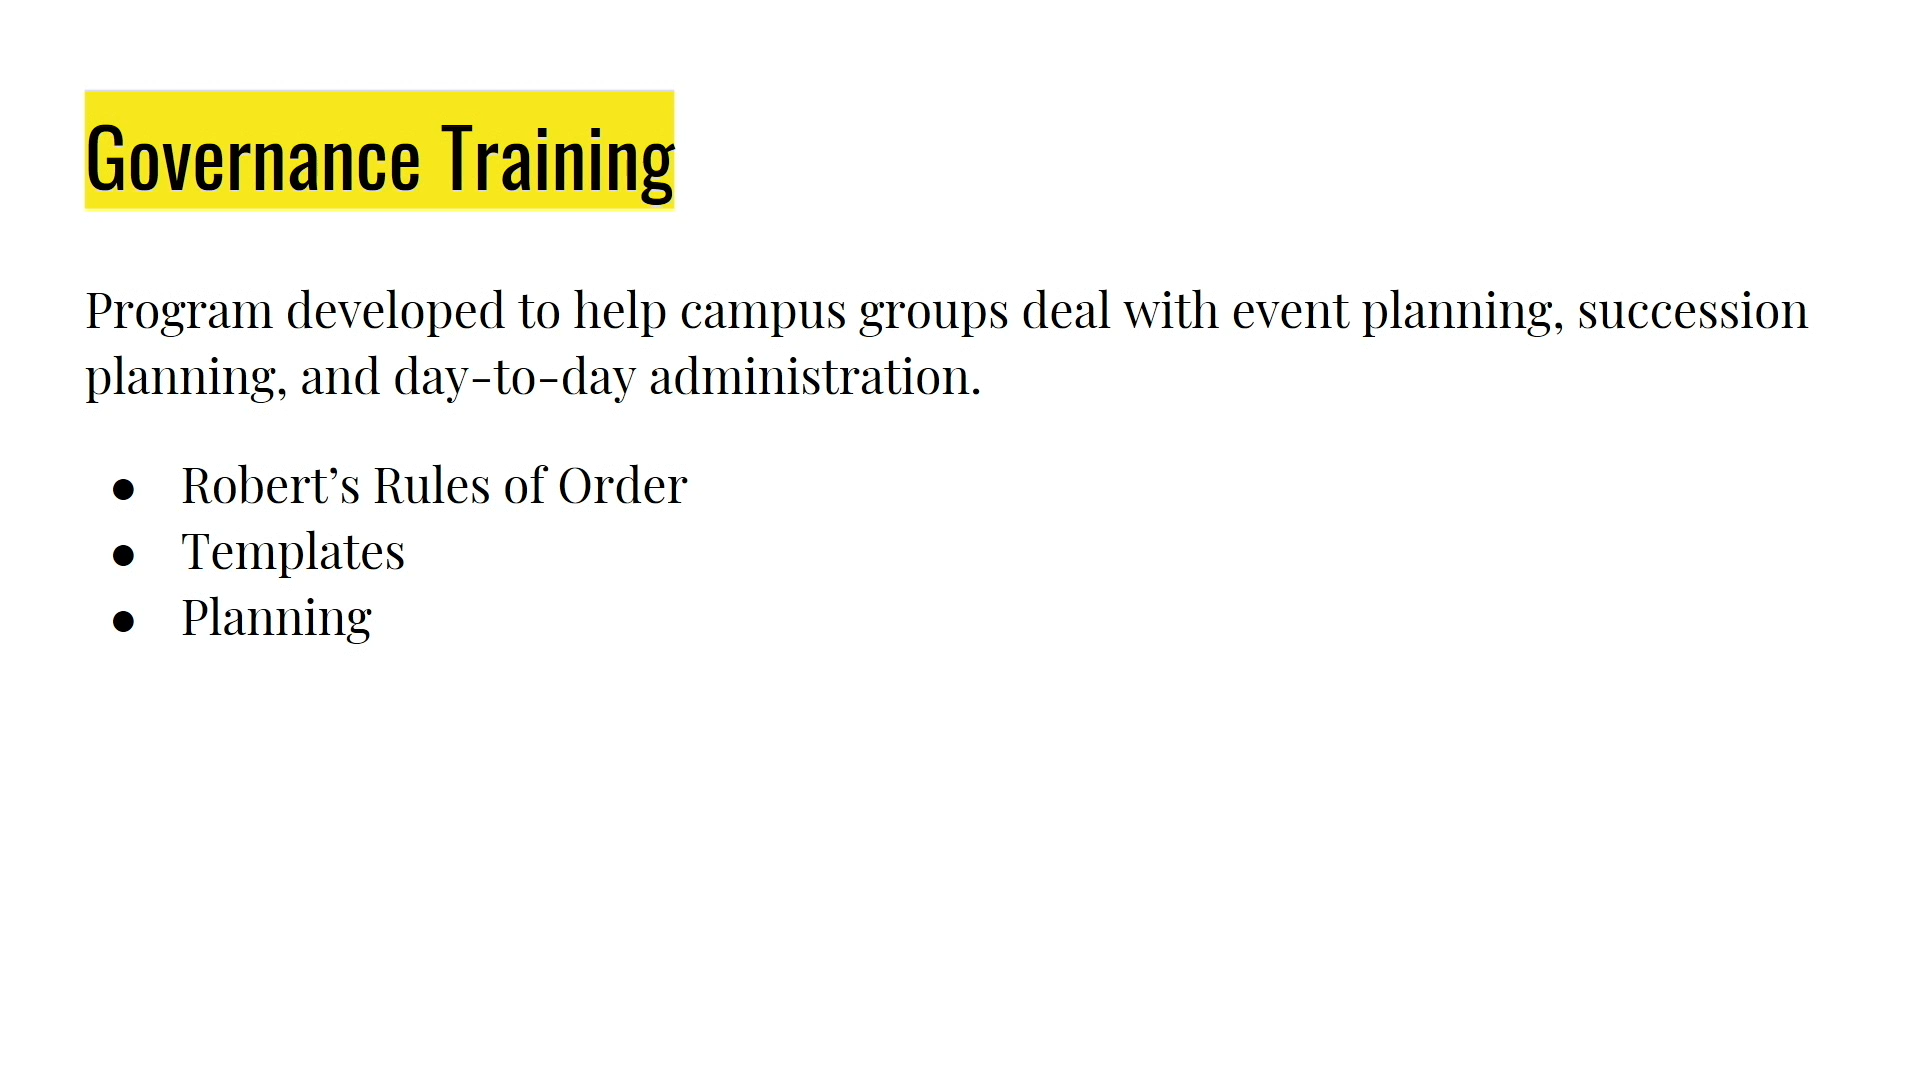 Governance Training
Program developed to help campus groups deal with event planning, succession
planning, and day-to-day administration.
● Robert’s Rules of Order
● Templates
● Planning